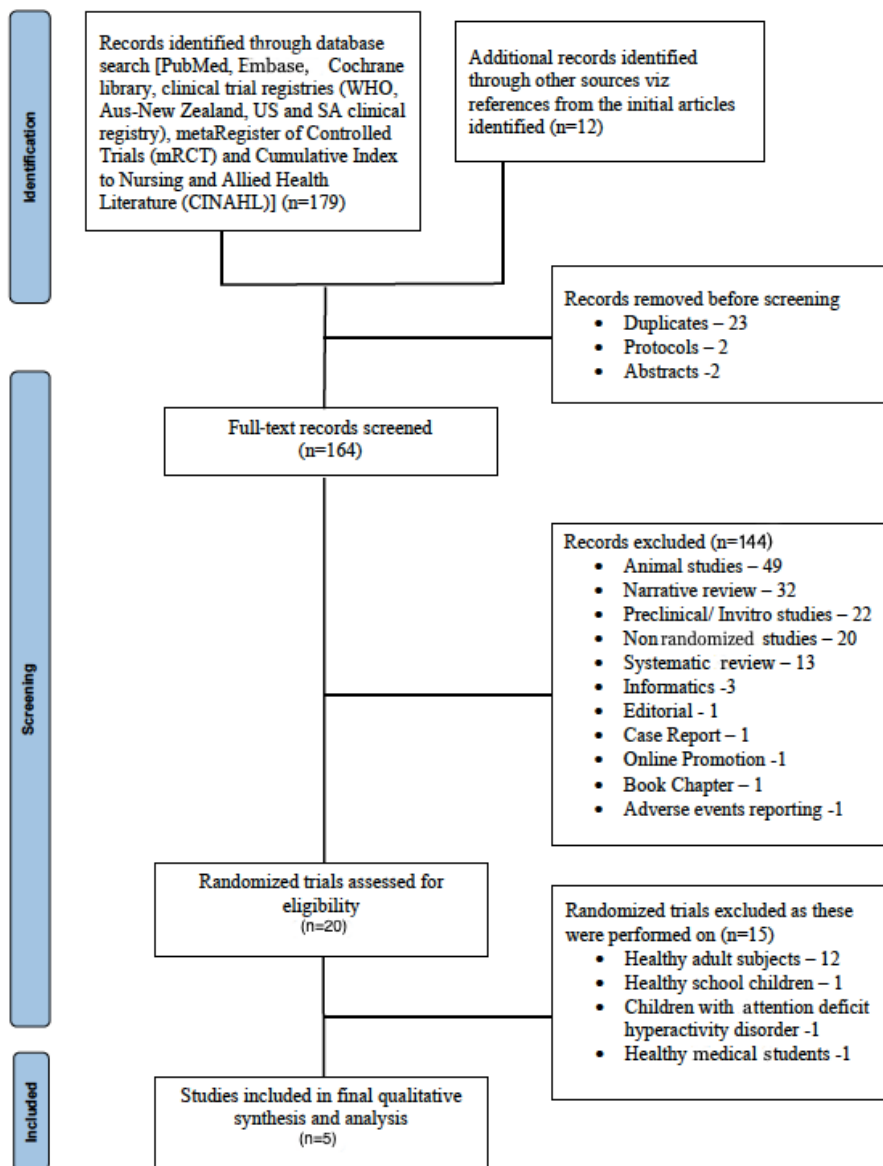 Identification
Records identified through database
search [PubMed, Embase, Cochrane
library, clinical trial registries (WHO,
Aus-New Zealand, US and SA clinical
registry), metaRegister of Controlled
Trials (mRCT) and Cumulative Index
to Nursing and Allied Health
Literature (CINAHL)] (n=179)
Additional records identified
through other sources viz
references from the initial articles
identified (n=12)
Records removed before screening
• Duplicates – 23
• Protocols – 2
• Abstracts -2
Screening
Full-text records screened
(n=164)
Records excluded (n=144)
• Animal studies – 49
• Narrative review – 32
• Preclinical/ Invitro studies – 22
• Non randomized studies – 20
• Systematic review – 13
• Informatics -3
• Editorial - 1
• Case Report – 1
• Online Promotion -1
• Book Chapter – 1
• Adverse events reporting -1
Randomized trials assessed for
eligibility
(n=20)
Randomized trials excluded as these
were performed on (n=15)
• Healthy adult subjects – 12
• Healthy school children – 1
• Children with attention deficit
hyperactivity disorder -1
• Healthy medical students -1
Included
Studies included in final qualitative
synthesis and analysis
(n=5)